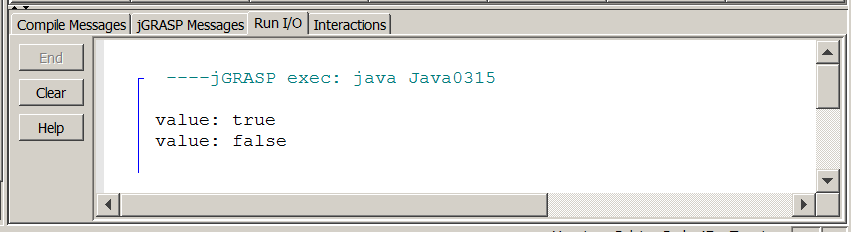 Compile Messages jGRASP Messages Run I/O Interactions
End
Clear
Help
----jGRASP exec: java Java0315
value: true
value: false